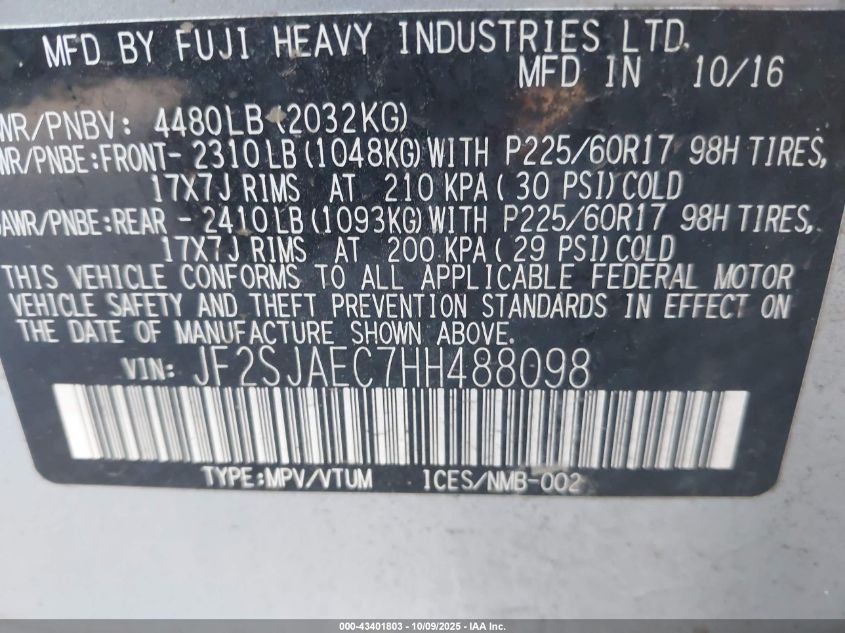 MFD BY FUJI HEAVY INDUSTRIES LTD.
MFD IN 10/16
WR/PNBV: 4480LB (2032KG)
WR/PNBE:FRONT- 2310LB (1048KG) WITH P225/60R17 98H TIRES,
17X7J RIMS AT 210 KPA ( 30 PSI) COLD
AWR/PNBE:REAR - 2410LB (1093KG) WITH P225/60R17 98H TIRES,
17X7J RIMS AT 200 KPA ( 29 PSI) COLD
THIS VEHICLE CONFORMS TO ALL APPLICABLE FEDERAL MOTOR
VEHICLE SAFETY AND THEFT PREVENTION STANDARDS IN EFFECT ON
THE DATE OF MANUFACTURE SHOWN ABOVE.
VIN: JF2SJAEC7HH488098
TYPE:MPV/VTUM 1CES/NMB-002
000-43401803 - 10/09/2025 - IAA Inc.